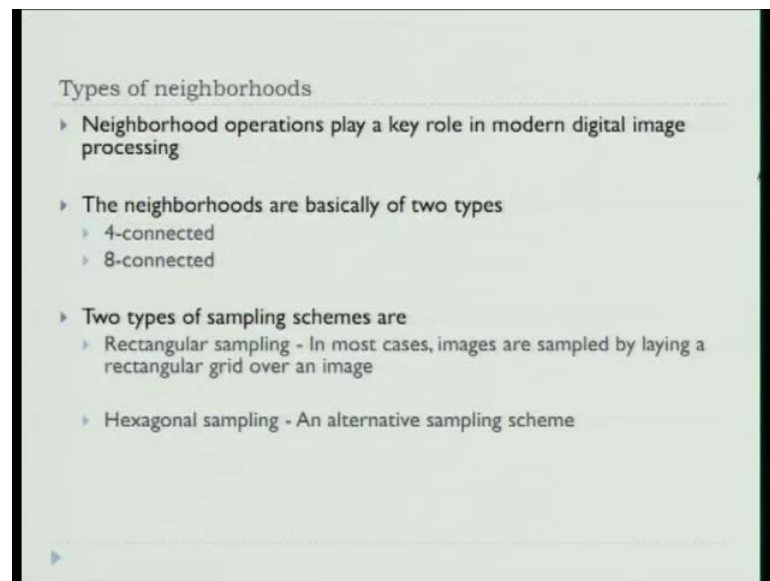 Types of neighborhoods
Neighborhood operations play a key role in modern digital image
processing
The neighborhoods are basically of two types
4-connected
8-connected
Two types of sampling schemes are
Rectangular sampling - In most cases, images are sampled by laying a
rectangular grid over an image
Hexagonal sampling - An alternative sampling scheme